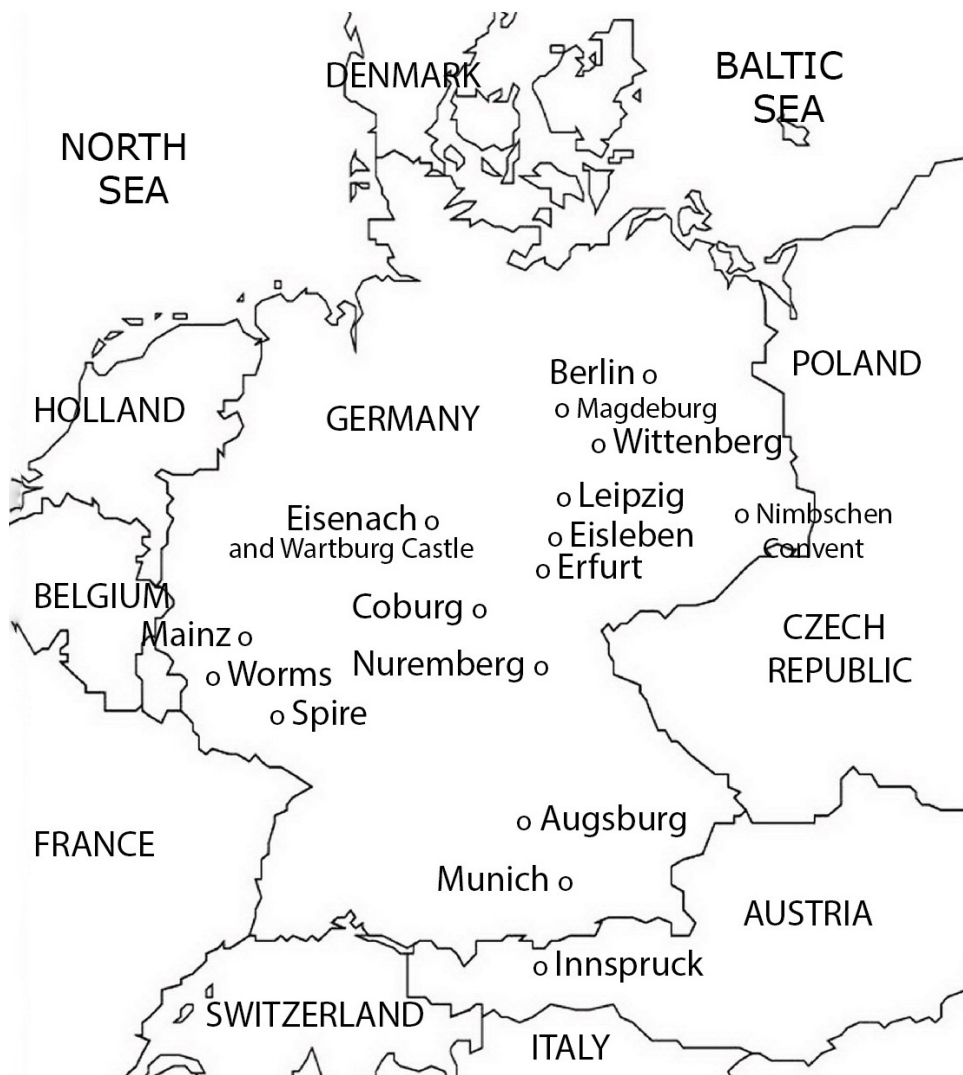 DENMARK
BALTIC
SEA
NORTH
SEA
POLAND
Berlin
HOLLAND
GERMANY
Magdeburg
Wittenberg
Leipzig
Eisenach
and Wartburg Castle
Nimbschen
Convent
Eisleben
Erfurt
BELGIUM
Coburg
Mainz
CZECH
REPUBLIC
Nuremberg
Worms
Spire
FRANCE
Augsburg
Munich
AUSTRIA
Innspruck
SWITZERLAND
ITALY